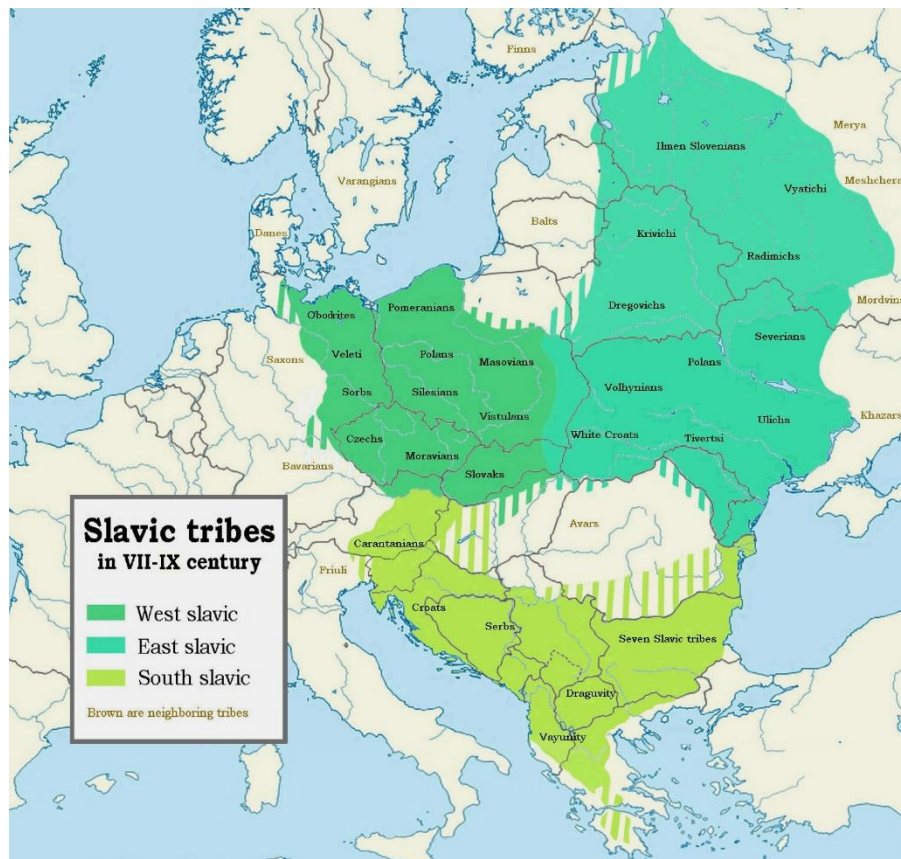 Finns
Merya
Ilmen Slovenians
Meshchera
Varangians
Vyatichi
Balts
Danes
Krivichi
Radimichs
Mordvins
Pomeranians
Dregovichs
Obodrites
Severians
Saxons
Veleti
Polans
Masovians
Polans
Sorbs
Silesians
Volhynians
Vistulans
Ulichs
Khazars
Czechs
White Croats
Tivertsi
Moravians
Bavarians
Slovaks
Avars
Carantanians
Friuli
Croats
Serbs
Seven Slavic tribes
Draguvity
Vayunity
Slavic tribes
in VII-IX century
West slavic
East slavic
South slavic
Brown are neighboring tribes